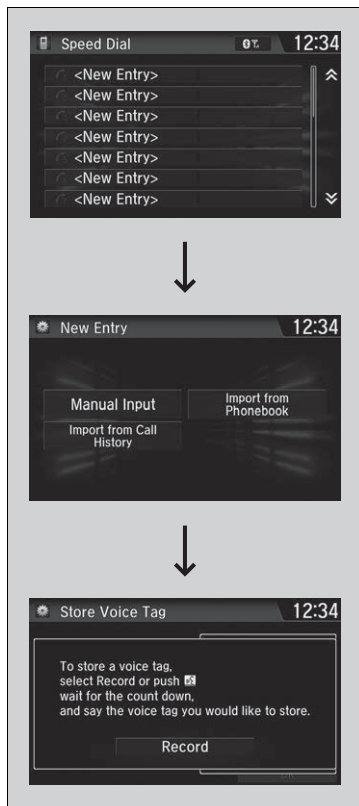 Speed Dial
12:34
<New Entry>
<New Entry>
<New Entry>
<New Entry>
<New Entry>
<New Entry>
<New Entry>
New Entry
12:34
Manual Input
Import from
Phonebook
Import from Call
History
Store Voice Tag
12:34
To store a voice tag,
select Record or push
wait for the count down,
and say the voice tag you would like to store.
Record